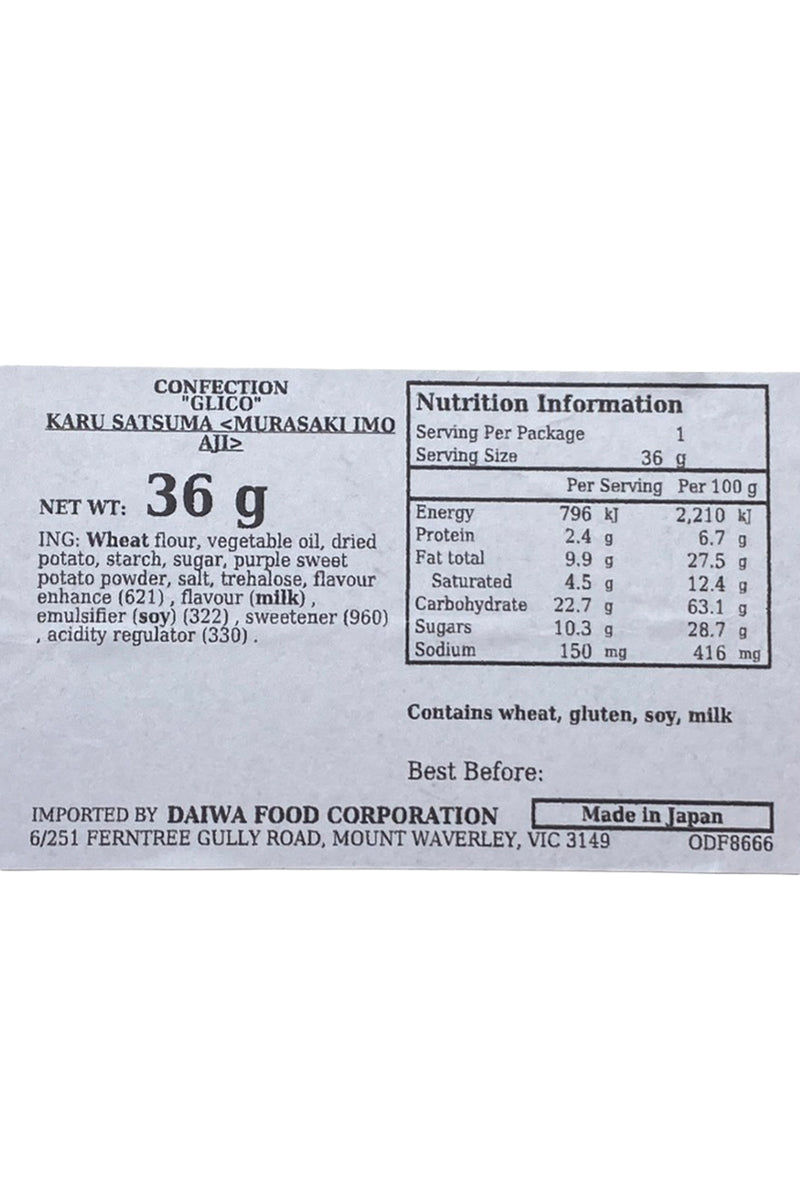 CONFECTION
"GLICO"
KARU SATSUMA <MURASAKI IMO
AJI>
NET WT: 36 g
ING: Wheat flour, vegetable oil, dried
potato, starch, sugar, purple sweet
potato powder, salt, trehalose, flavour
enhance (621) , flavour (milk) ,
emulsifier (soy) (322) , sweetener (960)
, acidity regulator (330) .
Nutrition Information
Serving Per Package 1
Serving Size 36 g
Per Serving Per 100 g
Energy 796 kJ 2,210 kJ
Protein 2.4 g 6.7 g
Fat total 9.9 g 27.5 g
Saturated 4.5 g 12.4 g
Carbohydrate 22.7 g 63.1 g
Sugars 10.3 g 28.7 g
Sodium 150 mg 416 mg
Contains wheat, gluten, soy, milk
Best Before:
IMPORTED BY DAIWA FOOD CORPORATION
Made in Japan
6/251 FERNTREE GULLY ROAD, MOUNT WAVERLEY, VIC 3149
ODF8666